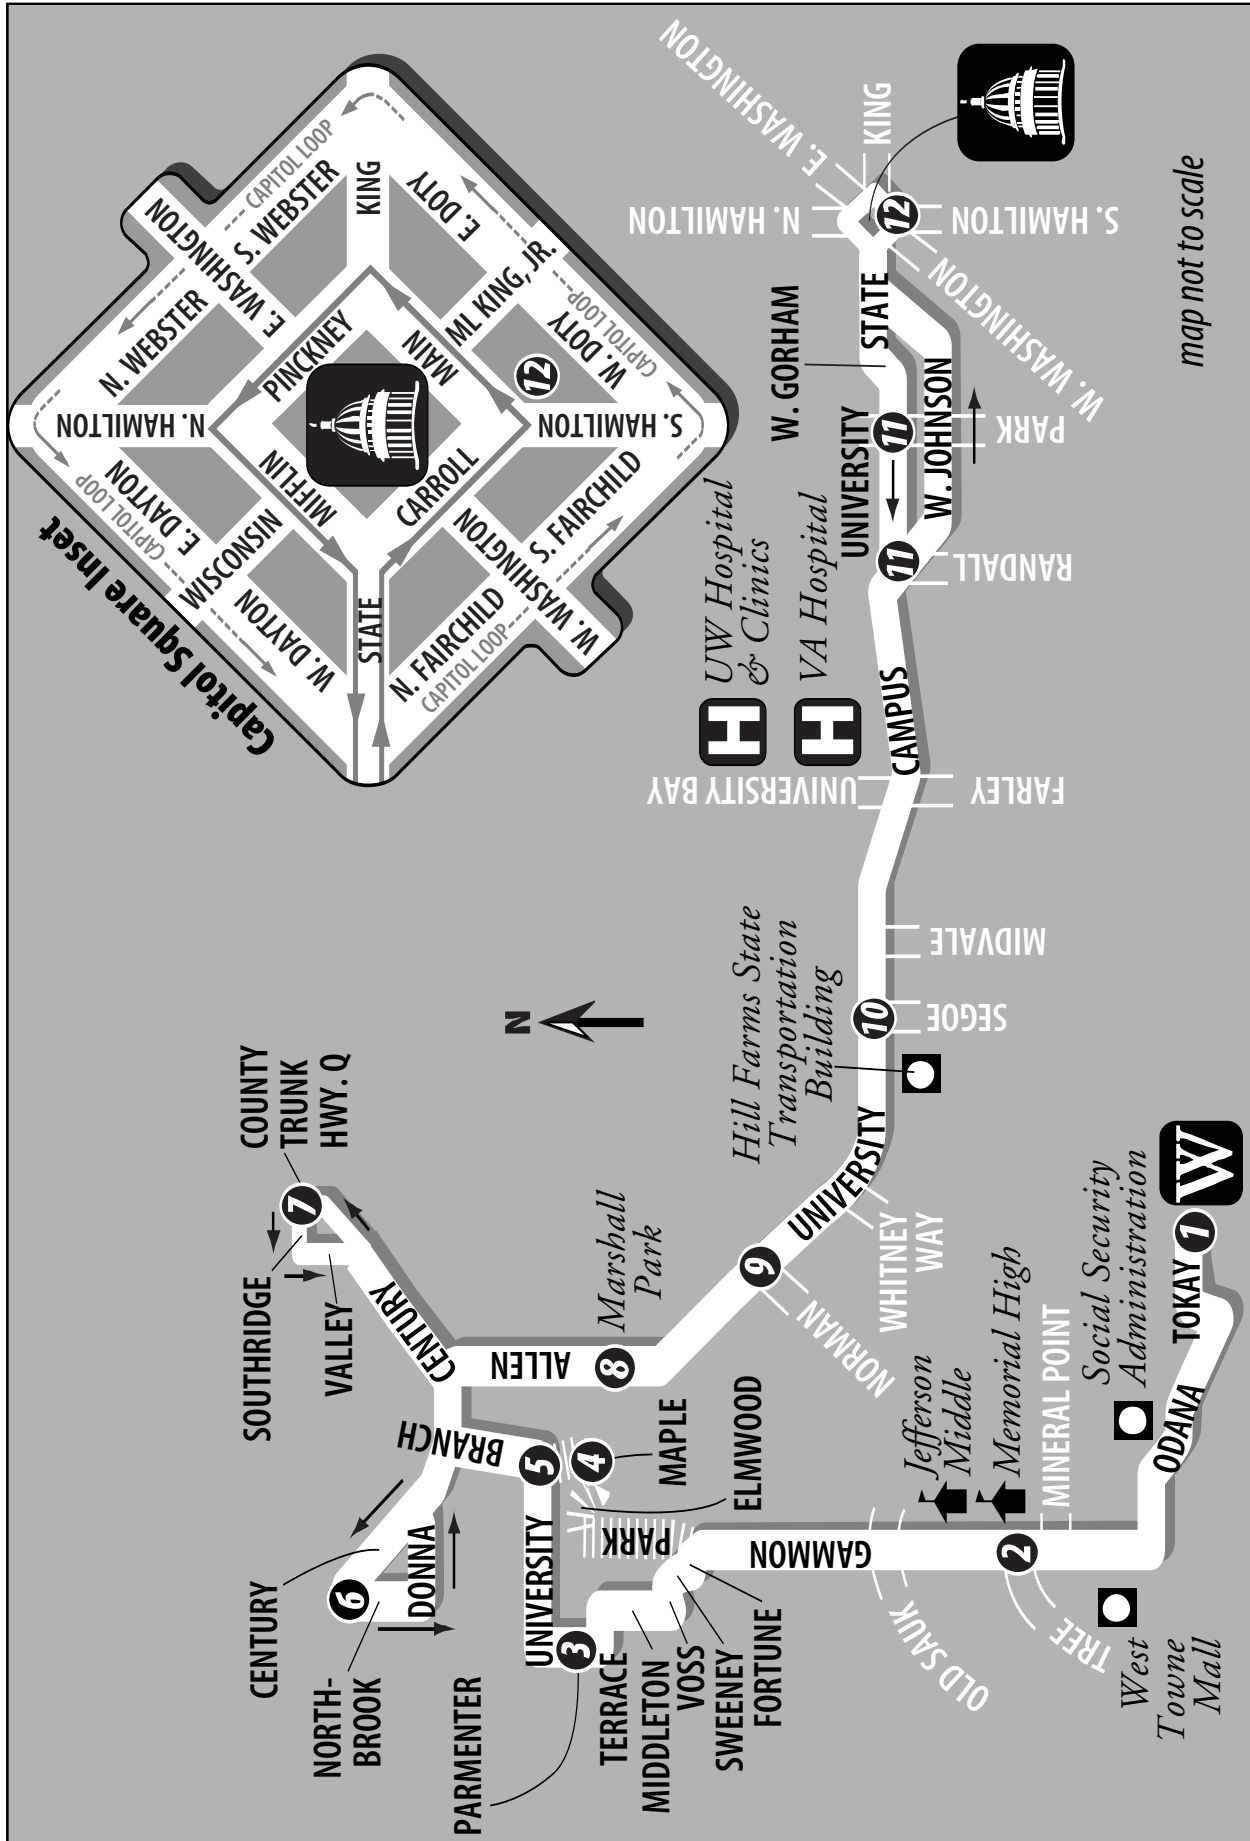 Capitol Square Inset
CAPITOL LOOP
S. WEBSTER
E. WASHINGTON
N. WEBSTER
KING
E. DOTY
PINCKNEY
MAIN
ML KING, JR.
W. DOTY
CAPITOL LOOP
N. HAMILTON
12
S. HAMILTON
MIFFLIN
CARROLL
E. DAYTON
CAPITOL LOOP
WISCONSIN
W. DAYTON
STATE
W. WASHINGTON
S. FAIRCHILD
N. FAIRCHILD
CAPITOL LOOP
COUNTY
TRUNK
HWY. Q
7
SOUTHRIDGE
VALLEY
CENTURY
CENTURY
6
NORTH-
BROOK
DONNA
BRANCH
ALLEN
8
Marshall
Park
PARMENTER
UNIVERSITY
5
4
3
MAPLE
ELMWOOD
PARK
TERRACE
MIDDLETON
VOSS
SWEENEY
FORTUNE
GAMMON
OLD SAUK
Jefferson
Middle
Memorial High
2
MINERAL POINT
TREE
West
Towne
Mall
Social Security
Administration
ODANA
TOKAY
1
W
N
9
NORMAN
UNIVERSITY
WHITNEY
WAY
Hill Farms State
Transportation
Building
10
SEGOE
MIDVALE
UNIVERSITY BAY
FARLEY
CAMPUS
H
UW Hospital
& Clinics
H
VA Hospital
RANDALL
11
UNIVERSITY
11
W. JOHNSON
PARK
W. GORHAM
STATE
N. HAMILTON
E. WASHINGTON
KING
12
S. HAMILTON
W. WASHINGTON
map not to scale